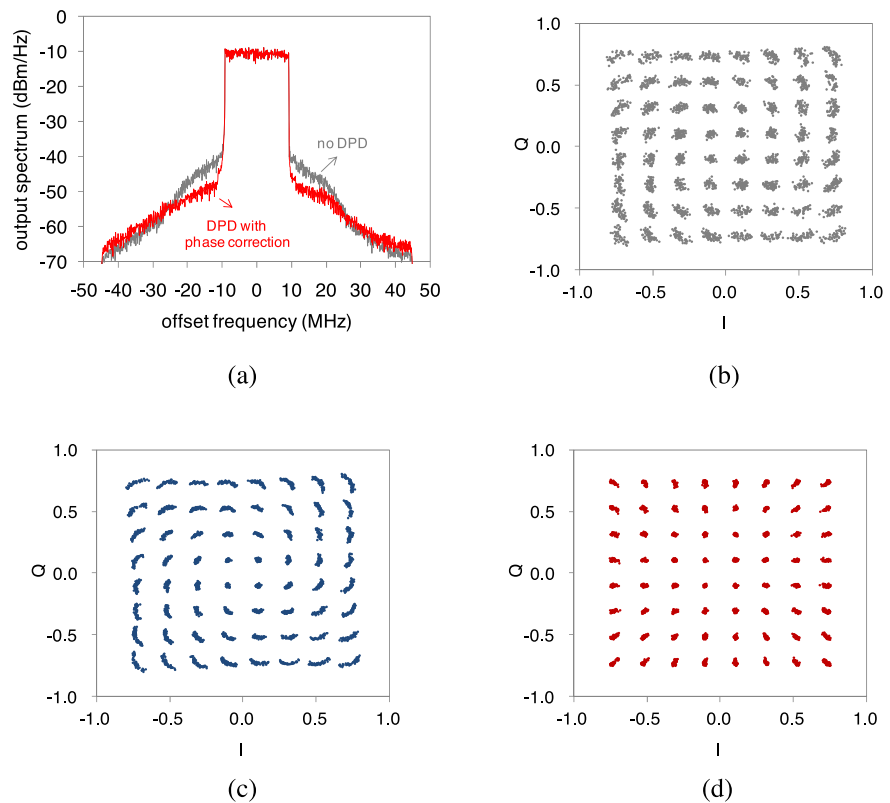 0
-10
-20
-30
-40
-50
-60
-70
output spectrum (dBm/Hz)
no DPD
DPD with
phase correction
-50 -40 -30 -20 -10 0 10 20 30 40 50
offset frequency (MHz)
(a)
1.0
0.5
0.0
-0.5
-1.0
Q
-1.0 -0.5 0.0 0.5 1.0
I
(b)
1.0
0.5
0.0
-0.5
-1.0
Q
-1.0 -0.5 0.0 0.5 1.0
I
(c)
1.0
0.5
0.0
-0.5
-1.0
Q
-1.0 -0.5 0.0 0.5 1.0
I
(d)